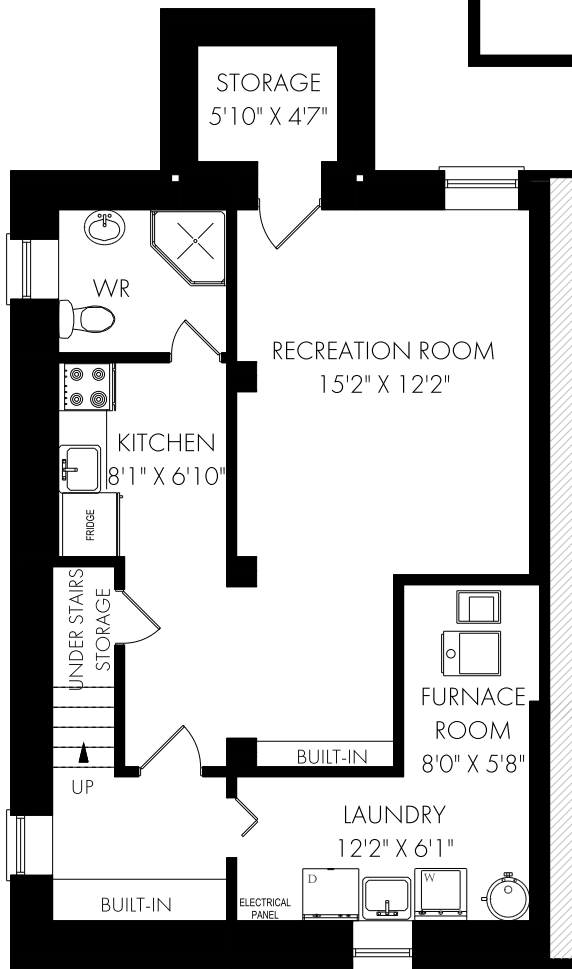 STORAGE
5'10" X 4'7"
WR
RECREATION ROOM
15'2" X 12'2"
KITCHEN
8'1" X 6'10"
FRIDGE
UNDER STAIRS
STORAGE
FURNACE
ROOM
8'0" X 5'8"
BUILT-IN
UP
LAUNDRY
12'2" X 6'1"
D
W
BUILT-IN
ELECTRICAL
PANEL